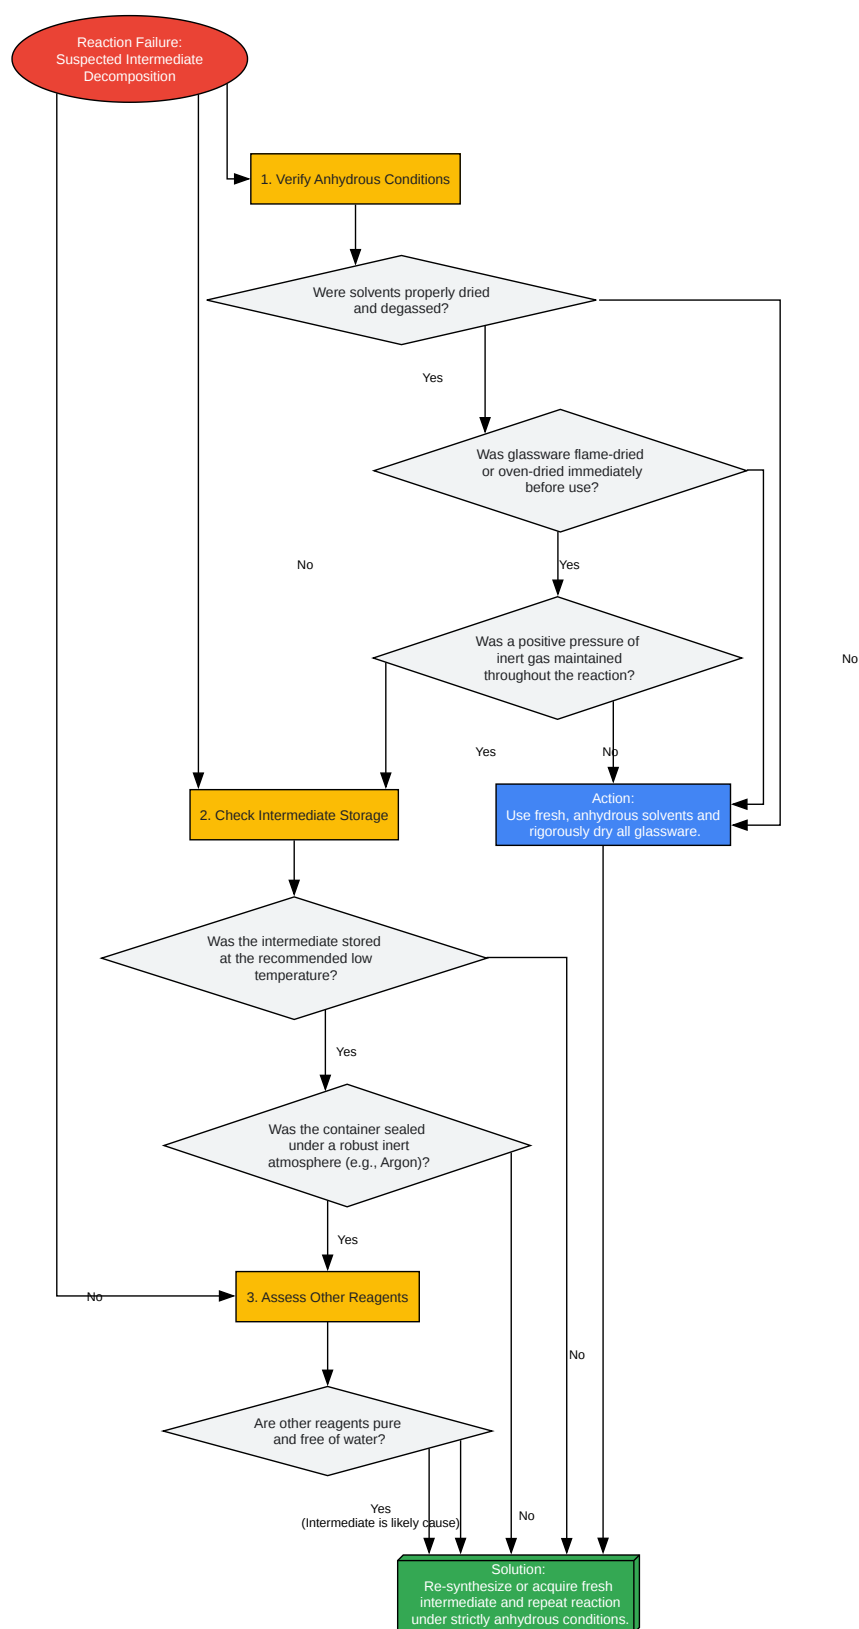 Reaction Failure:
Suspected Intermediate
Decomposition
1. Verify Anhydrous Conditions
Were solvents properly dried
and degassed?
Yes
Was glassware flame-dried
or oven-dried immediately
before use?
No
Yes
Was a positive pressure of
inert gas maintained
throughout the reaction?
No
Yes
No
2. Check Intermediate Storage
Action:
Use fresh, anhydrous solvents and
rigorously dry all glassware.
Was the intermediate stored
at the recommended low
temperature?
Yes
Was the container sealed
under a robust inert
atmosphere (e.g., Argon)?
Yes
No
3. Assess Other Reagents
No
Are other reagents pure
and free of water?
Yes
(Intermediate is likely cause)
No
Solution:
Re-synthesize or acquire fresh
intermediate and repeat reaction
under strictly anhydrous conditions.